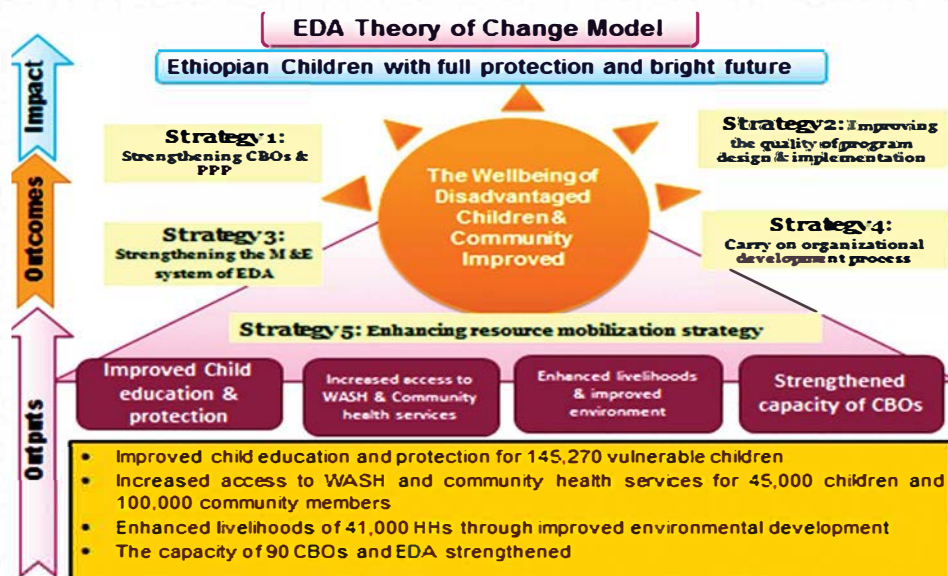 EDA Theory of Change Model
Ethiopian Children with full protection and bright future
Impact
Outcomes
Outputs
Strategy 1:
Strengthening CBOs &
PPP
Strategy 2: Improving
the quality of program
design & implementation
The Wellbeing of
Disadvantaged
Children &
Community
Improved
Strategy 3:
Strengthening the M &E
system of EDA
Strategy 4:
Carry on organizational
development process
Strategy 5: Enhancing resource mobilization strategy
Improved Child
education &
protection
Increased access to
WASH & Community
health services
Enhanced livelihoods
& improved
environment
Strengthened
capacity of CBOs
• Improved child education and protection for 145,270 vulnerable children
• Increased access to WASH and community health services for 45,000 children and
100,000 community members
• Enhanced livelihoods of 41,000 HHs through improved environmental development
• The capacity of 90 CBOs and EDA strengthened